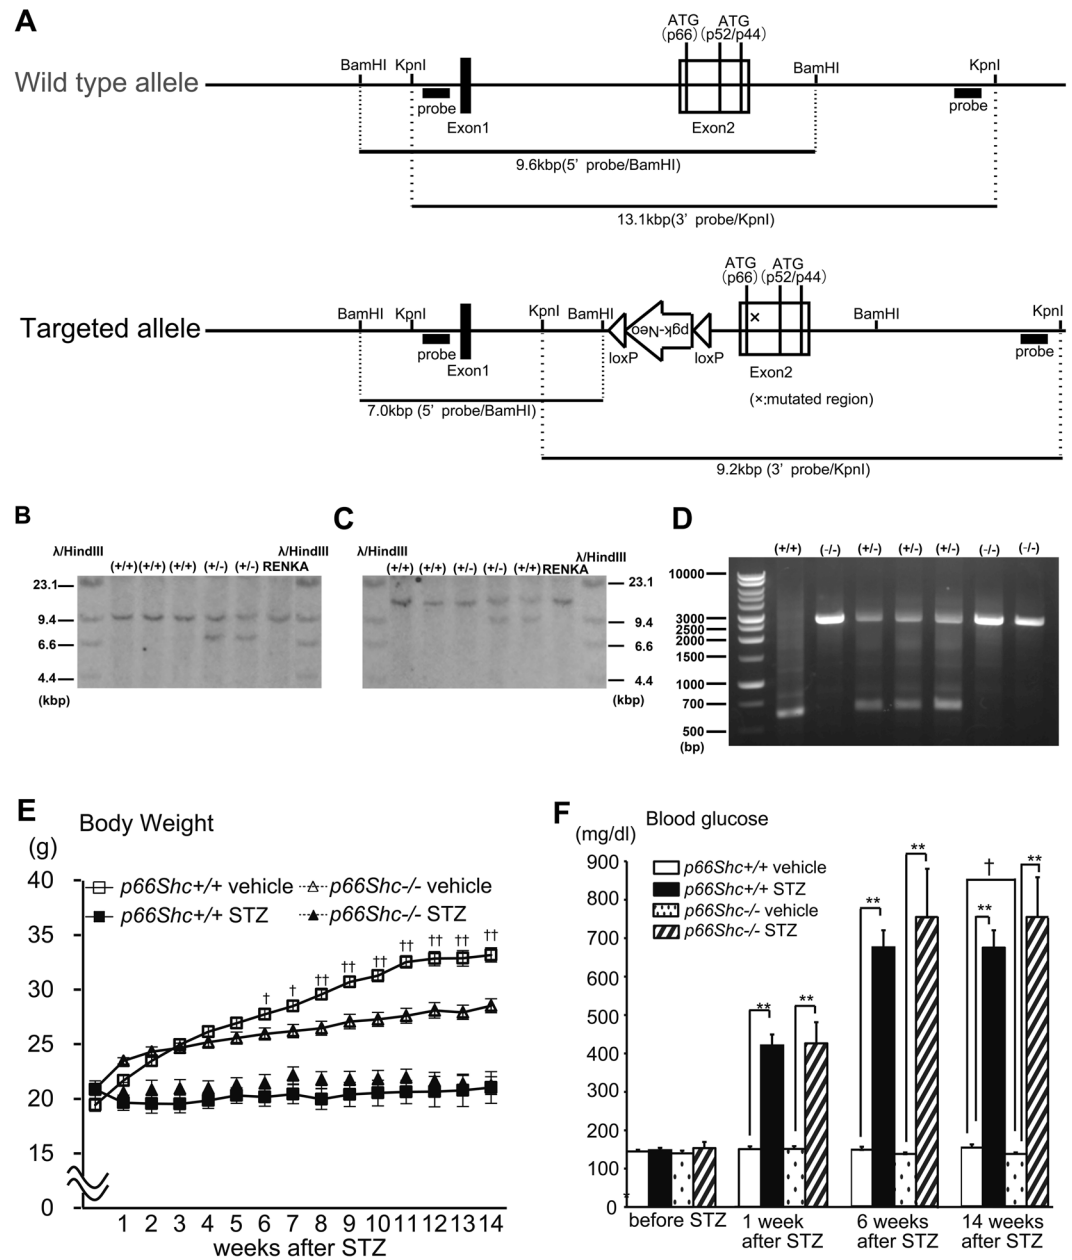 A
ATG ATG
(p66) (p52/p44)
Wild type allele
BamHI KpnI BamHI KpnI
probe Exon1 Exon2 probe
9.6kbp(5’ probe/BamHI)
13.1kbp(3’ probe/KpnI)
ATG ATG
(p66) (p52/p44)
Targeted allele
BamHI KpnI KpnI BamHI BamHI KpnI
pgk-Neo ×
probe Exon1 loxP loxP Exon2 probe
(×;mutated region)
7.0kbp (5’ probe/BamHI)
9.2kbp (3’ probe/KpnI)
B
λ/HindIII λ/HindIII
(+/+) (+/+) (+/+) (+/-) (+/-) RENKA
23.1
9.4
6.6
4.4
(kbp)
C
λ/HindIII λ/HindIII
(+/+) (+/+) (+/-) (+/-) (+/+) RENKA
23.1
9.4
6.6
4.4
(kbp)
D
(+/+) (-/-) (+/-) (+/-) (+/-) (-/-) (-/-)
10000
3000
2500
2000
1500
1000
700
500
(bp)
E
Body Weight
(g)
p66Shc+/+ vehicle p66Shc-/- vehicle
p66Shc+/+ STZ p66Shc-/- STZ
40
35
30
25
20
15
0
† † †† †† †† †† †† †† ††
1 2 3 4 5 6 7 8 9 10 11 12 13 14
weeks after STZ
F
Blood glucose
(mg/dl)
p66Shc+/+ vehicle
p66Shc+/+ STZ
p66Shc-/- vehicle
p66Shc-/- STZ
900
800
700
600
500
400
300
200
100
0
** ** ** ** † ** **
before STZ 1 week 6 weeks 14 weeks
after STZ after STZ after STZ